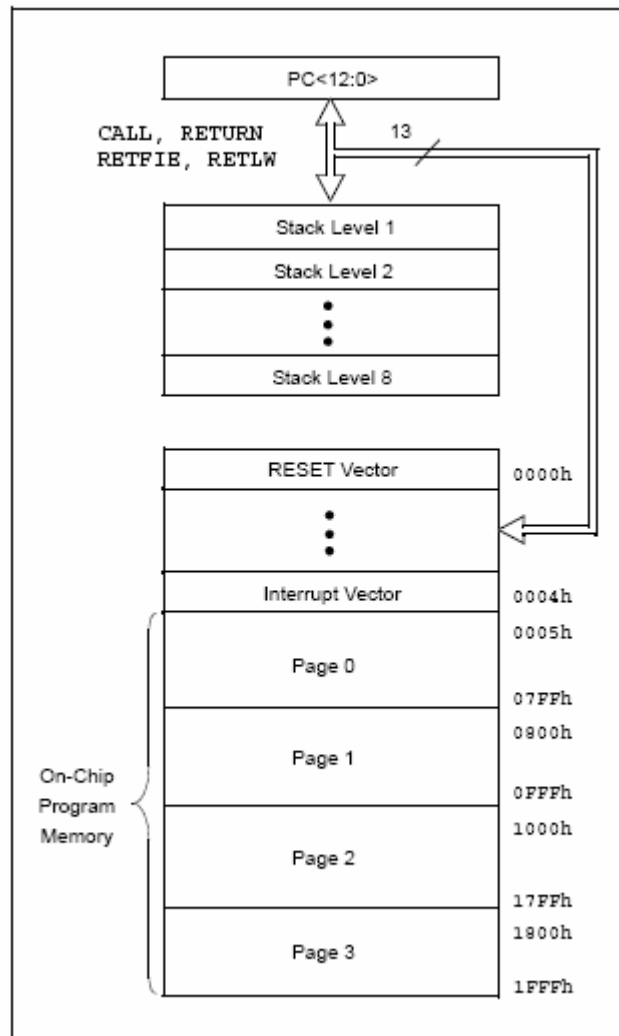 PC<12:0>
CALL, RETURN
RETFIE, RETLW
13
Stack Level 1
Stack Level 2
Stack Level 8
RESET Vector
0000h
Interrupt Vector
0004h
0005h
Page 0
07FFh
0800h
Page 1
0FFFh
On-Chip
Program
Memory
1000h
Page 2
17FFh
1800h
Page 3
1FFFh